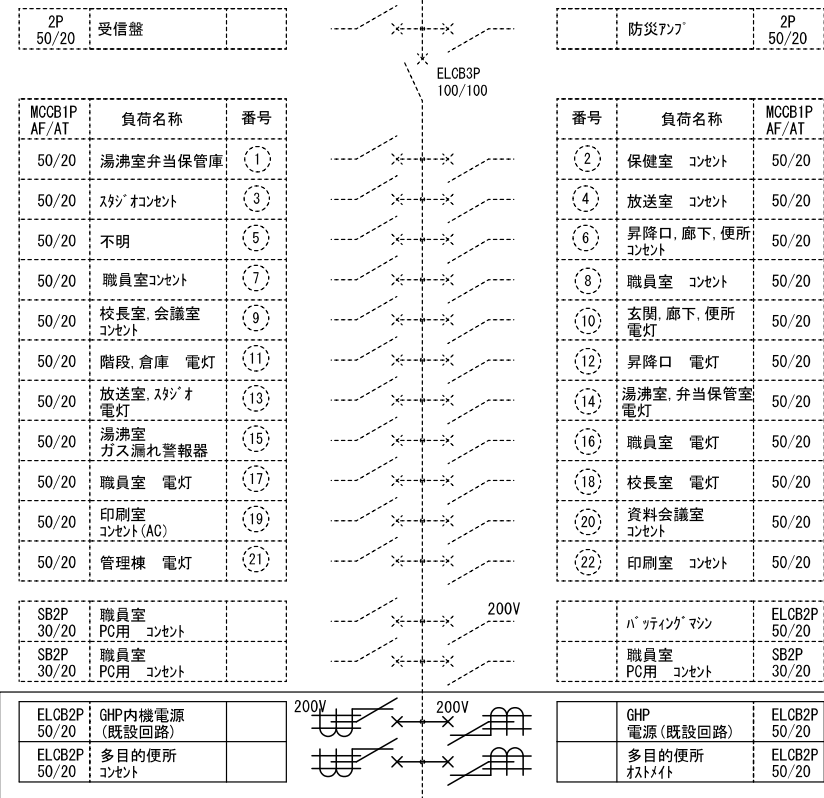 2P
50/20
受信盤
防災ｱﾝﾌﾟ
2P
50/20
ELCB3P
100/100
MCCB1P
AF/AT
負荷名称
番号
番号
負荷名称
MCCB1P
AF/AT
50/20 湯沸室弁当保管庫 1
2 保健室 ｺﾝｾﾝﾄ 50/20
50/20 ｽﾀｼﾞｵｺﾝｾﾝﾄ 3
4 放送室 ｺﾝｾﾝﾄ 50/20
50/20 不明 5
6 昇降口,廊下,便所
ｺﾝｾﾝﾄ
50/20
50/20 職員室ｺﾝｾﾝﾄ 7
8 職員室 ｺﾝｾﾝﾄ 50/20
50/20 校長室,会議室
ｺﾝｾﾝﾄ
9
10 玄関,廊下,便所
電灯
50/20
50/20 階段,倉庫 電灯 11
12 昇降口 電灯 50/20
50/20 放送室,ｽﾀｼﾞｵ
電灯
13
14 湯沸室,弁当保管室
電灯
50/20
50/20 湯沸室
ガス漏れ警報器
15
16 職員室 電灯 50/20
50/20 職員室 電灯 17
18 校長室 電灯 50/20
50/20 印刷室
ｺﾝｾﾝﾄ(AC)
19
20 資料会議室
ｺﾝｾﾝﾄ
50/20
50/20 管理棟 電灯 21
22 印刷室 ｺﾝｾﾝﾄ 50/20
SB2P
30/20
職員室
PC用 ｺﾝｾﾝﾄ
200V
ﾊﾞｯﾃｨﾝｸﾞﾏｼﾝ
ELCB2P
50/20
SB2P
30/20
職員室
PC用 ｺﾝｾﾝﾄ
職員室
PC用 ｺﾝｾﾝﾄ
SB2P
30/20
ELCB2P
50/20
GHP内機電源
(既設回路)
200V
200V
GHP
電源(既設回路)
ELCB2P
50/20
ELCB2P
50/20
多目的便所
ｺﾝｾﾝﾄ
多目的便所
ｵｽﾄﾒｲﾄ
ELCB2P
50/20